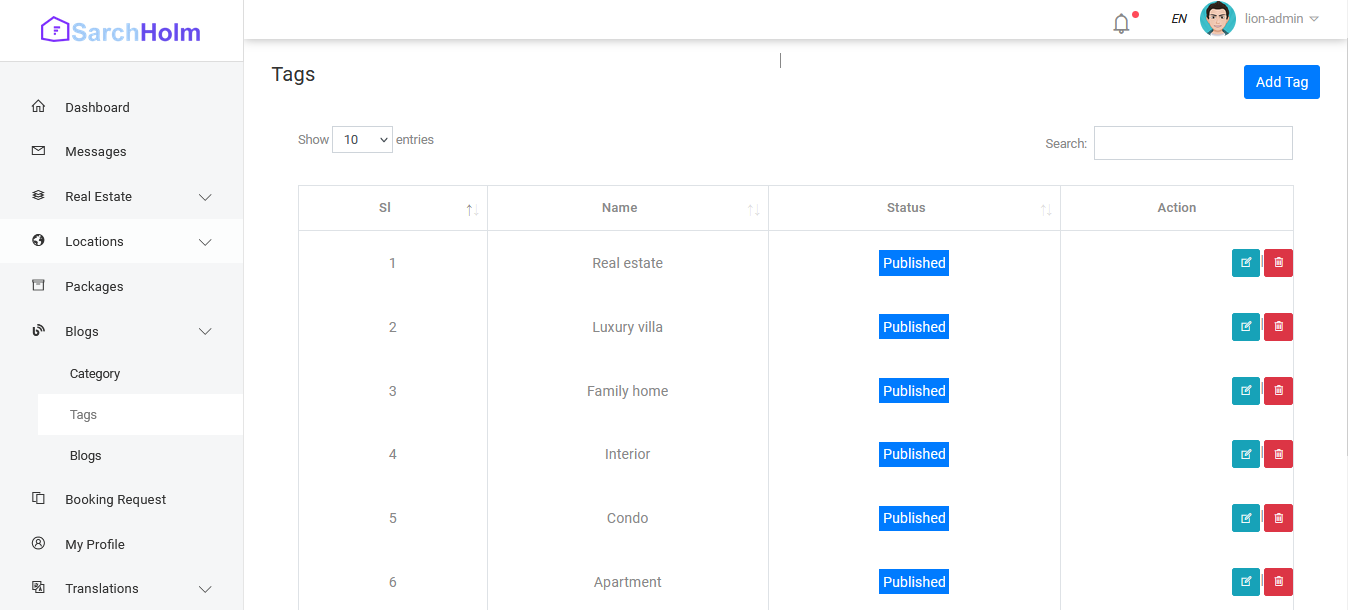 SarchHolm
EN lion-admin
Dashboard
Messages
Real Estate
Locations
Packages
Blogs
Category
Tags
Blogs
Booking Request
My Profile
Translations
Tags
Add Tag
Show 10 entries
Search:
Sl Name Status Action
1 Real estate Published
2 Luxury villa Published
3 Family home Published
4 Interior Published
5 Condo Published
6 Apartment Published